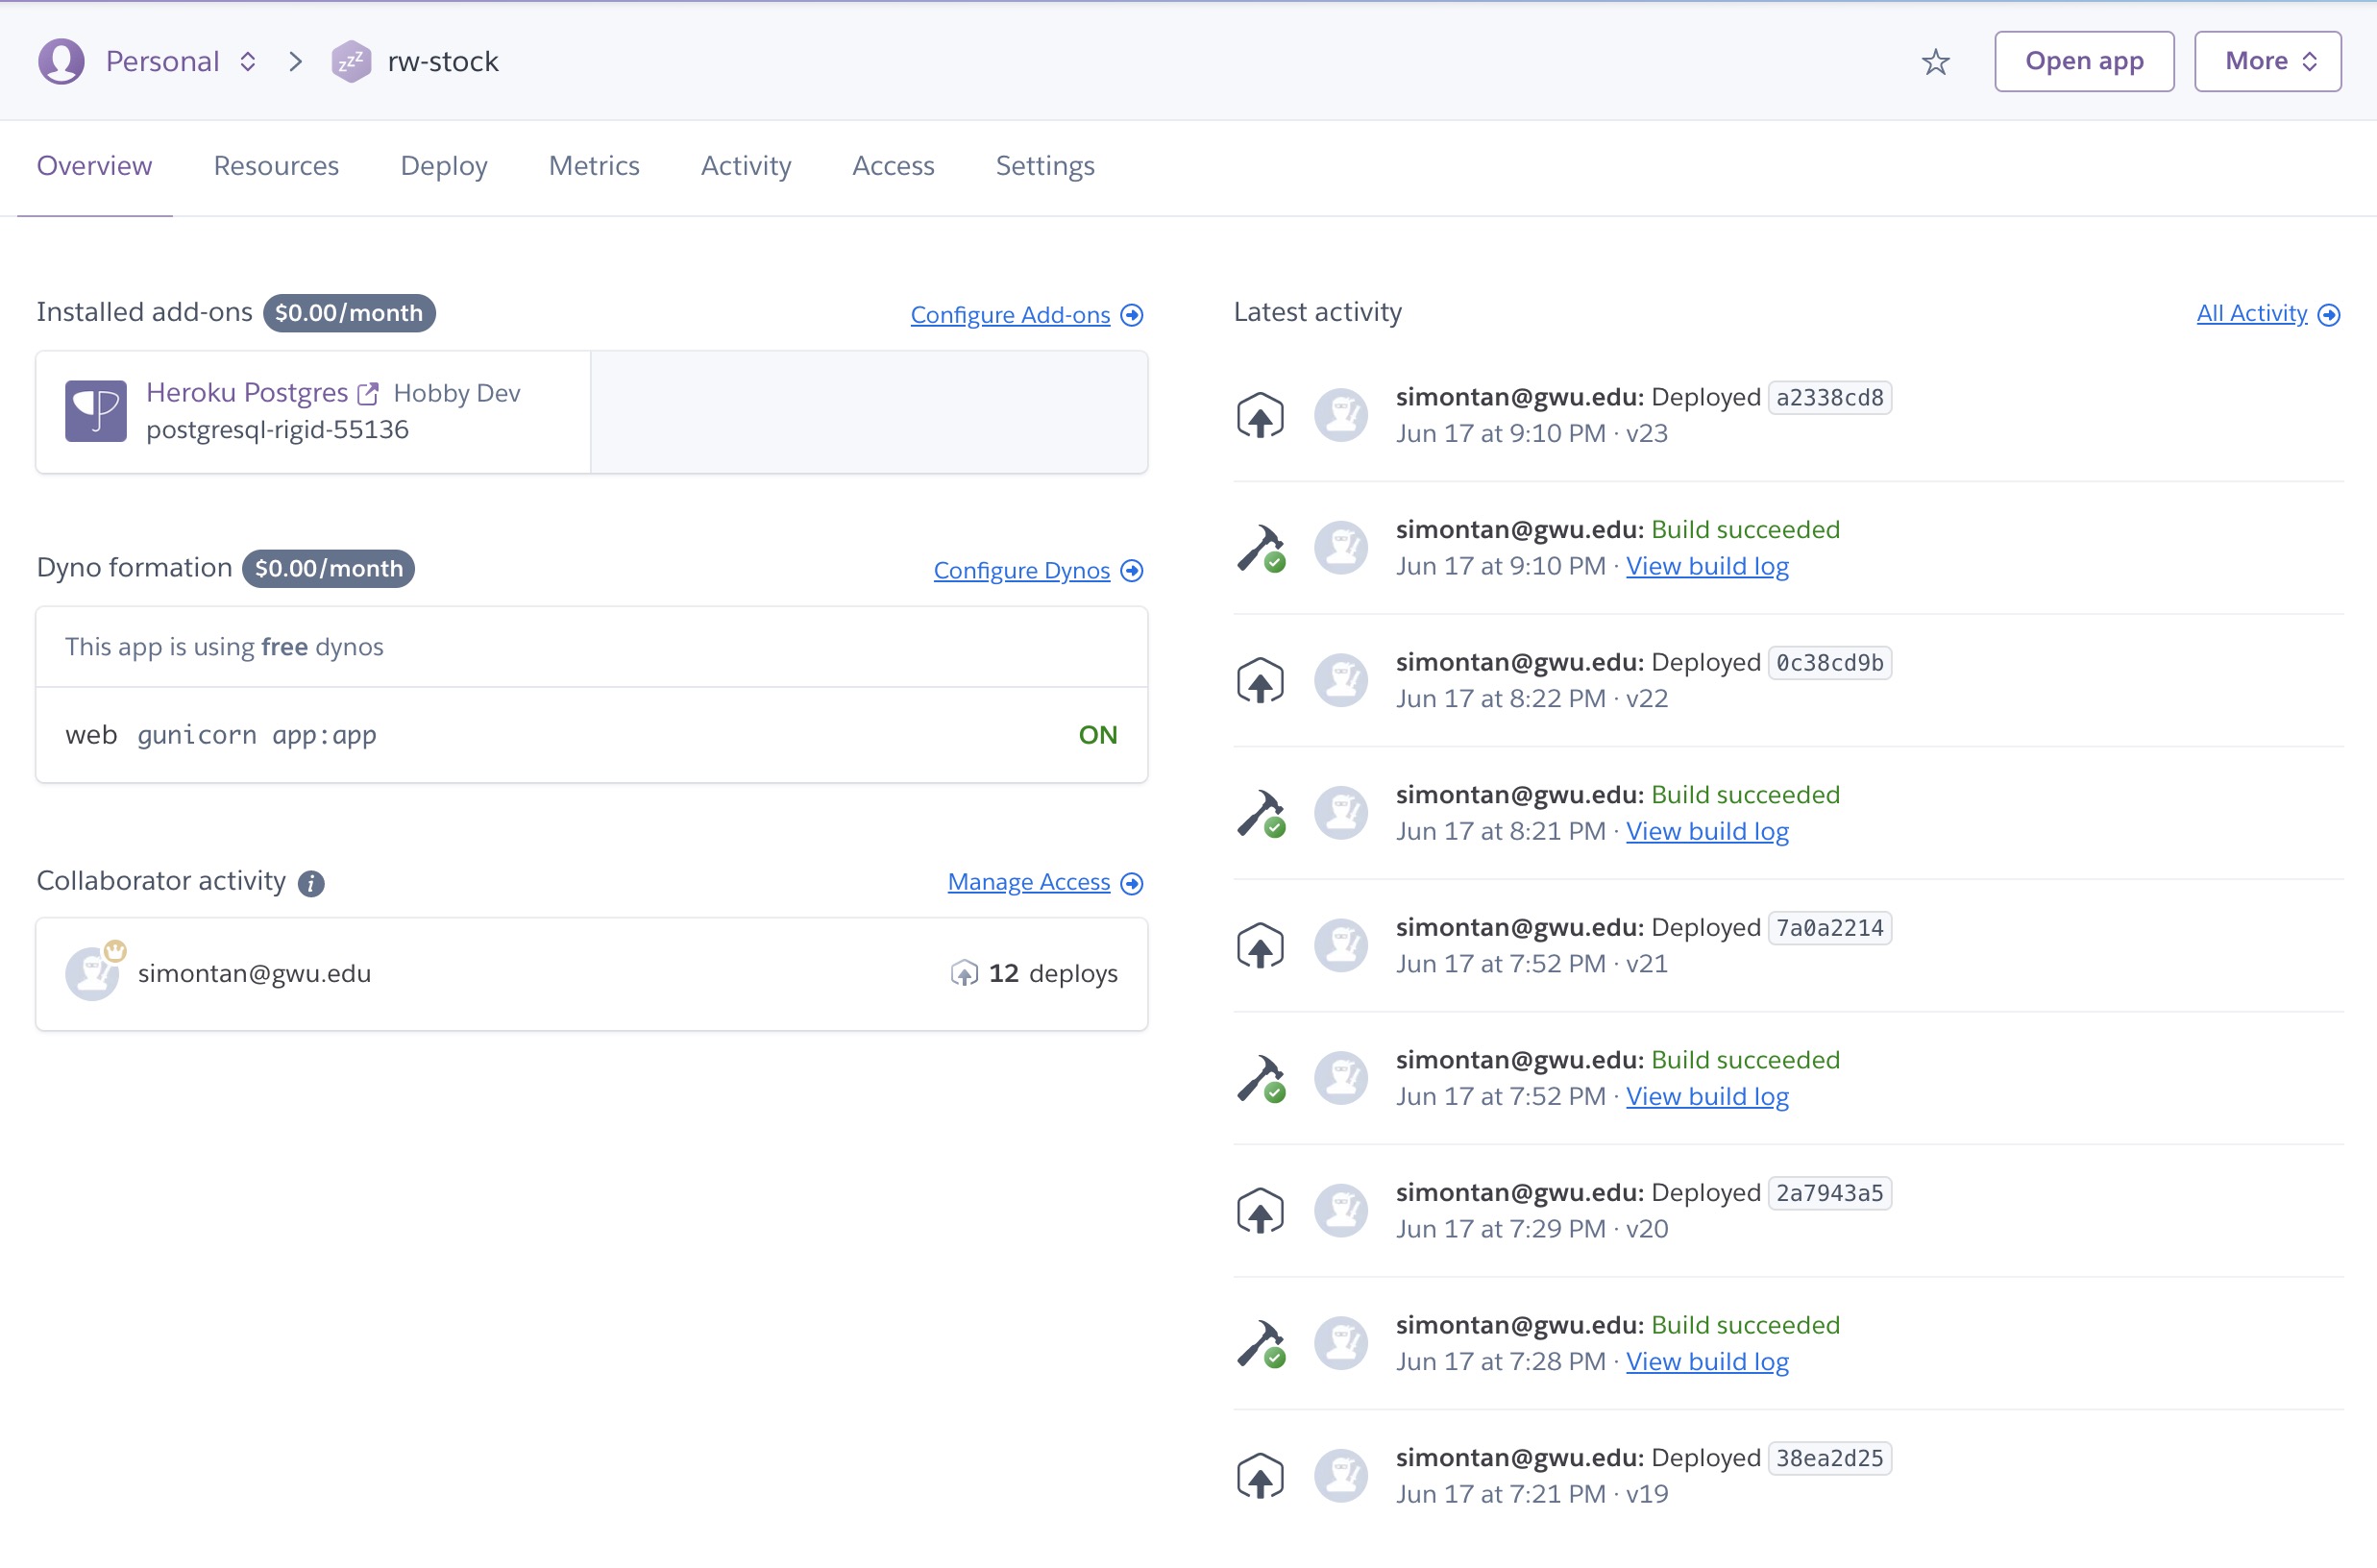 Personal rw-stock Open app More
Overview Resources Deploy Metrics Activity Access Settings
Installed add-ons $0.00/month Configure Add-ons
Heroku Postgres Hobby Dev
postgresql-rigid-55136
Dyno formation $0.00/month Configure Dynos
This app is using free dynos
web gunicorn app:app ON
Collaborator activity Manage Access
simontan@gwu.edu 12 deploys
Latest activity All Activity
simontan@gwu.edu: Deployed a2338cd8
Jun 17 at 9:10 PM · v23
simontan@gwu.edu: Build succeeded
Jun 17 at 9:10 PM · View build log
simontan@gwu.edu: Deployed 0c38cd9b
Jun 17 at 8:22 PM · v22
simontan@gwu.edu: Build succeeded
Jun 17 at 8:21 PM · View build log
simontan@gwu.edu: Deployed 7a0a2214
Jun 17 at 7:52 PM · v21
simontan@gwu.edu: Build succeeded
Jun 17 at 7:52 PM · View build log
simontan@gwu.edu: Deployed 2a7943a5
Jun 17 at 7:29 PM · v20
simontan@gwu.edu: Build succeeded
Jun 17 at 7:28 PM · View build log
simontan@gwu.edu: Deployed 38ea2d25
Jun 17 at 7:21 PM · v19